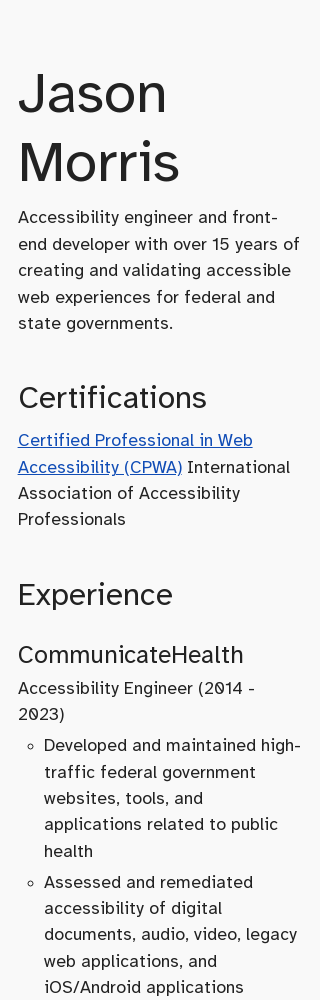 Jason
Morris
Accessibility engineer and front-
end developer with over 15 years of
creating and validating accessible
web experiences for federal and
state governments.
Certifications
Certified Professional in Web
Accessibility (CPWA) International
Association of Accessibility
Professionals
Experience
CommunicateHealth
Accessibility Engineer (2014 -
2023)
◦ Developed and maintained high-
traffic federal government
websites, tools, and
applications related to public
health
◦ Assessed and remediated
accessibility of digital
documents, audio, video, legacy
web applications, and
iOS/Android applications